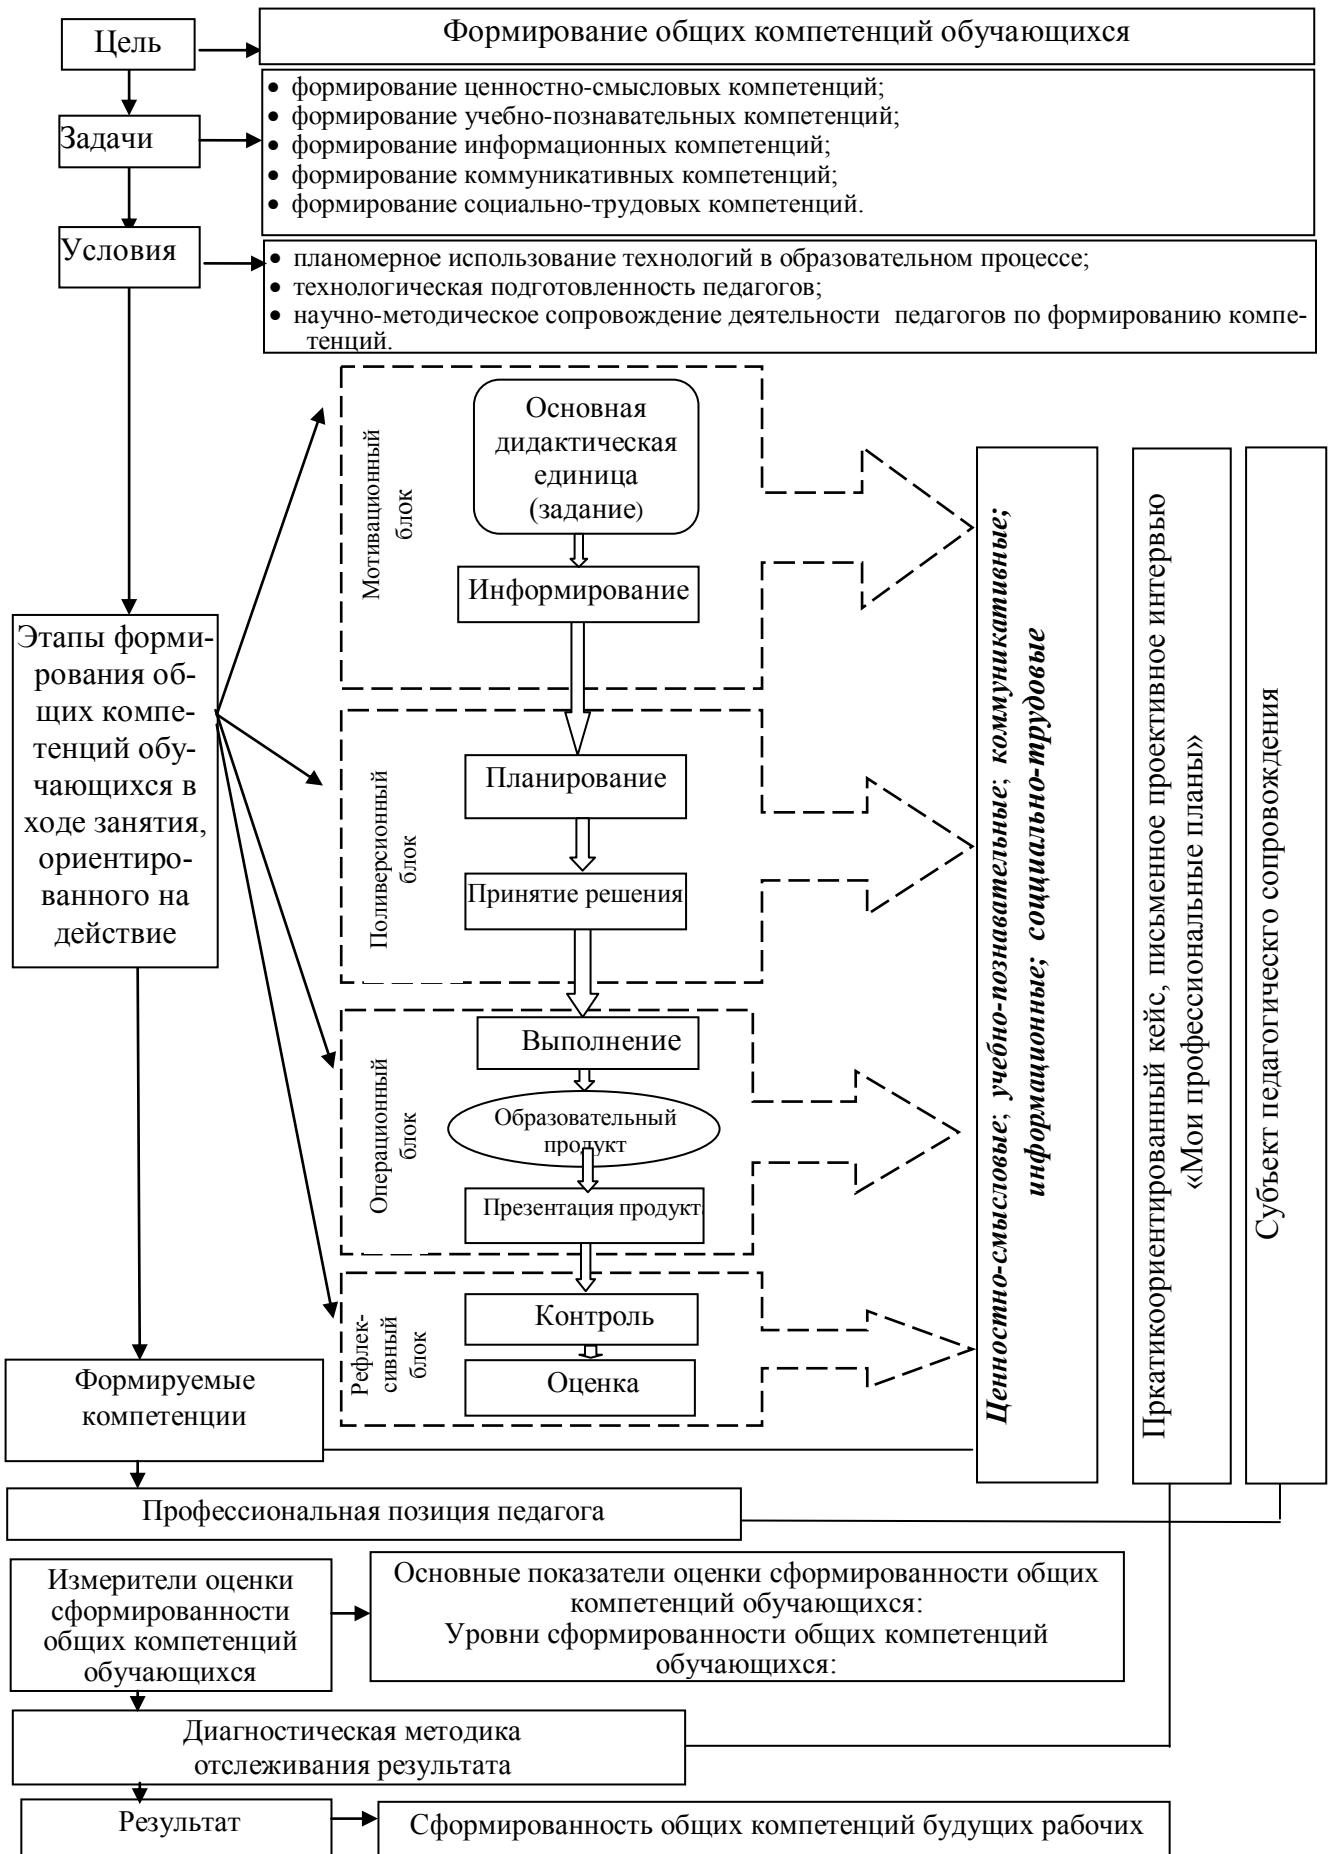 Цель
Формирование общих компетенций обучающихся
Задачи
• формирование ценностно-смысловых компетенций;
• формирование учебно-познавательных компетенций;
• формирование информационных компетенций;
• формирование коммуникативных компетенций;
• формирование социально-трудовых компетенций.
Условия
• планомерное использование технологий в образовательном процессе;
• технологическая подготовленность педагогов;
• научно-методическое сопровождение деятельности педагогов по формированию компе-
тенций.
Этапы форми-
рования об-
щих компе-
тенций обу-
чающихся в
ходе занятия,
ориентиро-
ванного на
действие
Мотивационный
блок
Основная
дидактическая
единица
(задание)
Информирование
Поливерсионный
блок
Планирование
Принятие решения
Операционный
блок
Выполнение
Образовательный
продукт
Презентация продукт
Рефлек-
сивный
блок
Контроль
Оценка
Ценностно-смысловые; учебно-познавательные; коммуникативные;
информационные; социально-трудовые
Пркатикоориентированный кейс, письменное проективное интервью
«Мои профессиональные планы»
Субъект педагогическго сопровождения
Формируемые
компетенции
Профессиональная позиция педагога
Измерители оценки
сформированности
общих компетенций
обучающихся
Основные показатели оценки сформированности общих
компетенций обучающихся:
Уровни сформированности общих компетенций
обучающихся:
Диагностическая методика
отслеживания результата
Результат
Сформированность общих компетенций будущих рабочих